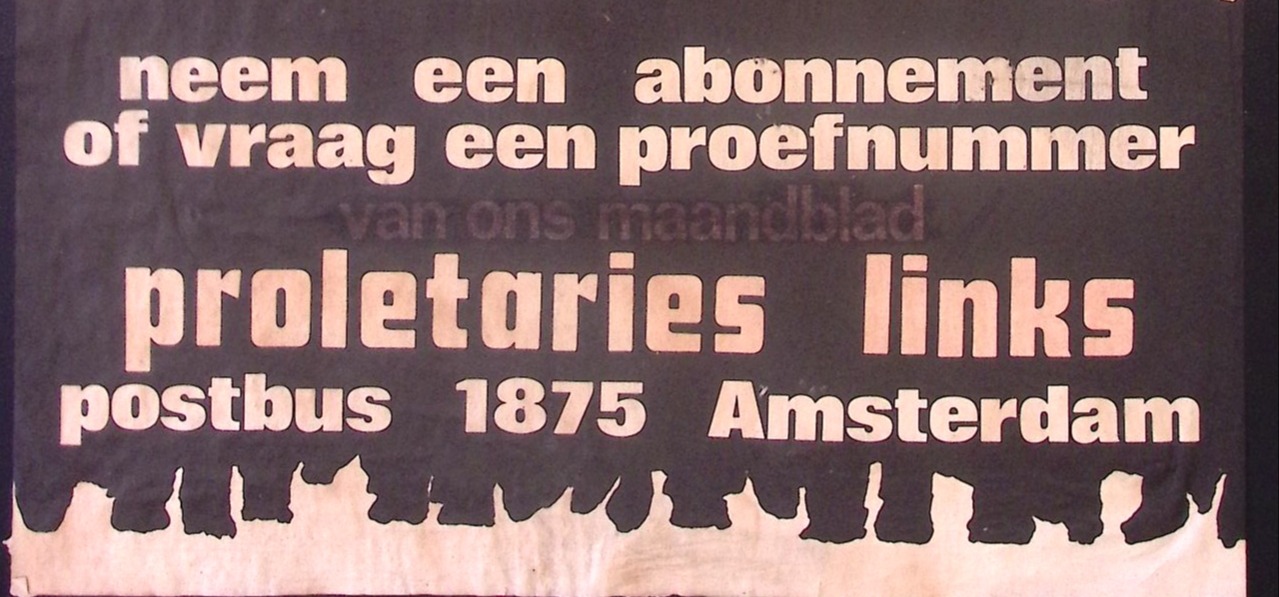 neem een abonnement
of vraag een proefnummer
van ons maandblad
proletaries links
postbus 1875 Amsterdam